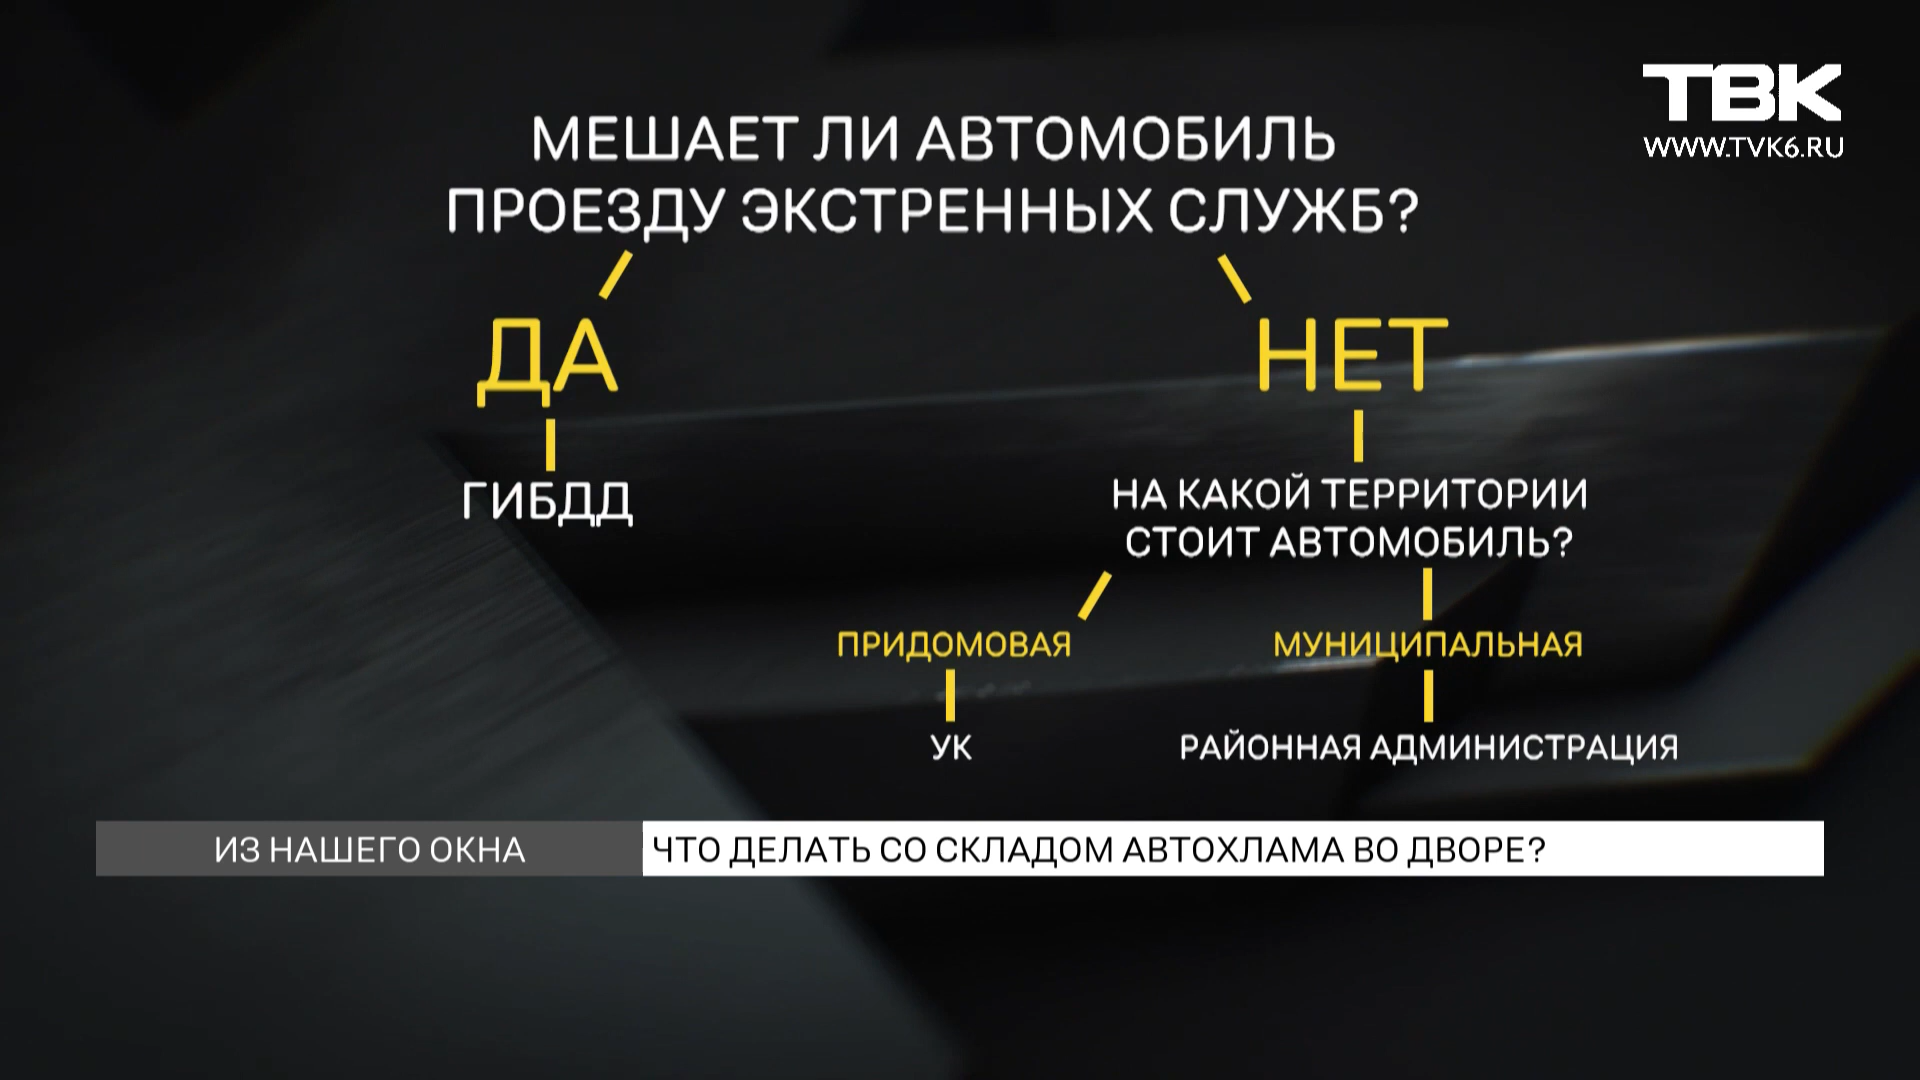 ТВК
WWW.TVK6.RU
МЕШАЕТ ЛИ АВТОМОБИЛЬ
ПРОЕЗДУ ЭКСТРЕННЫХ СЛУЖБ?
ДА
НЕТ
ГИБДД
НА КАКОЙ ТЕРРИТОРИИ
СТОИТ АВТОМОБИЛЬ?
ПРИДОМОВАЯ
МУНИЦИПАЛЬНАЯ
УК
РАЙОННАЯ АДМИНИСТРАЦИЯ
ИЗ НАШЕГО ОКНА
ЧТО ДЕЛАТЬ СО СКЛАДОМ АВТОХЛАМА ВО ДВОРЕ?